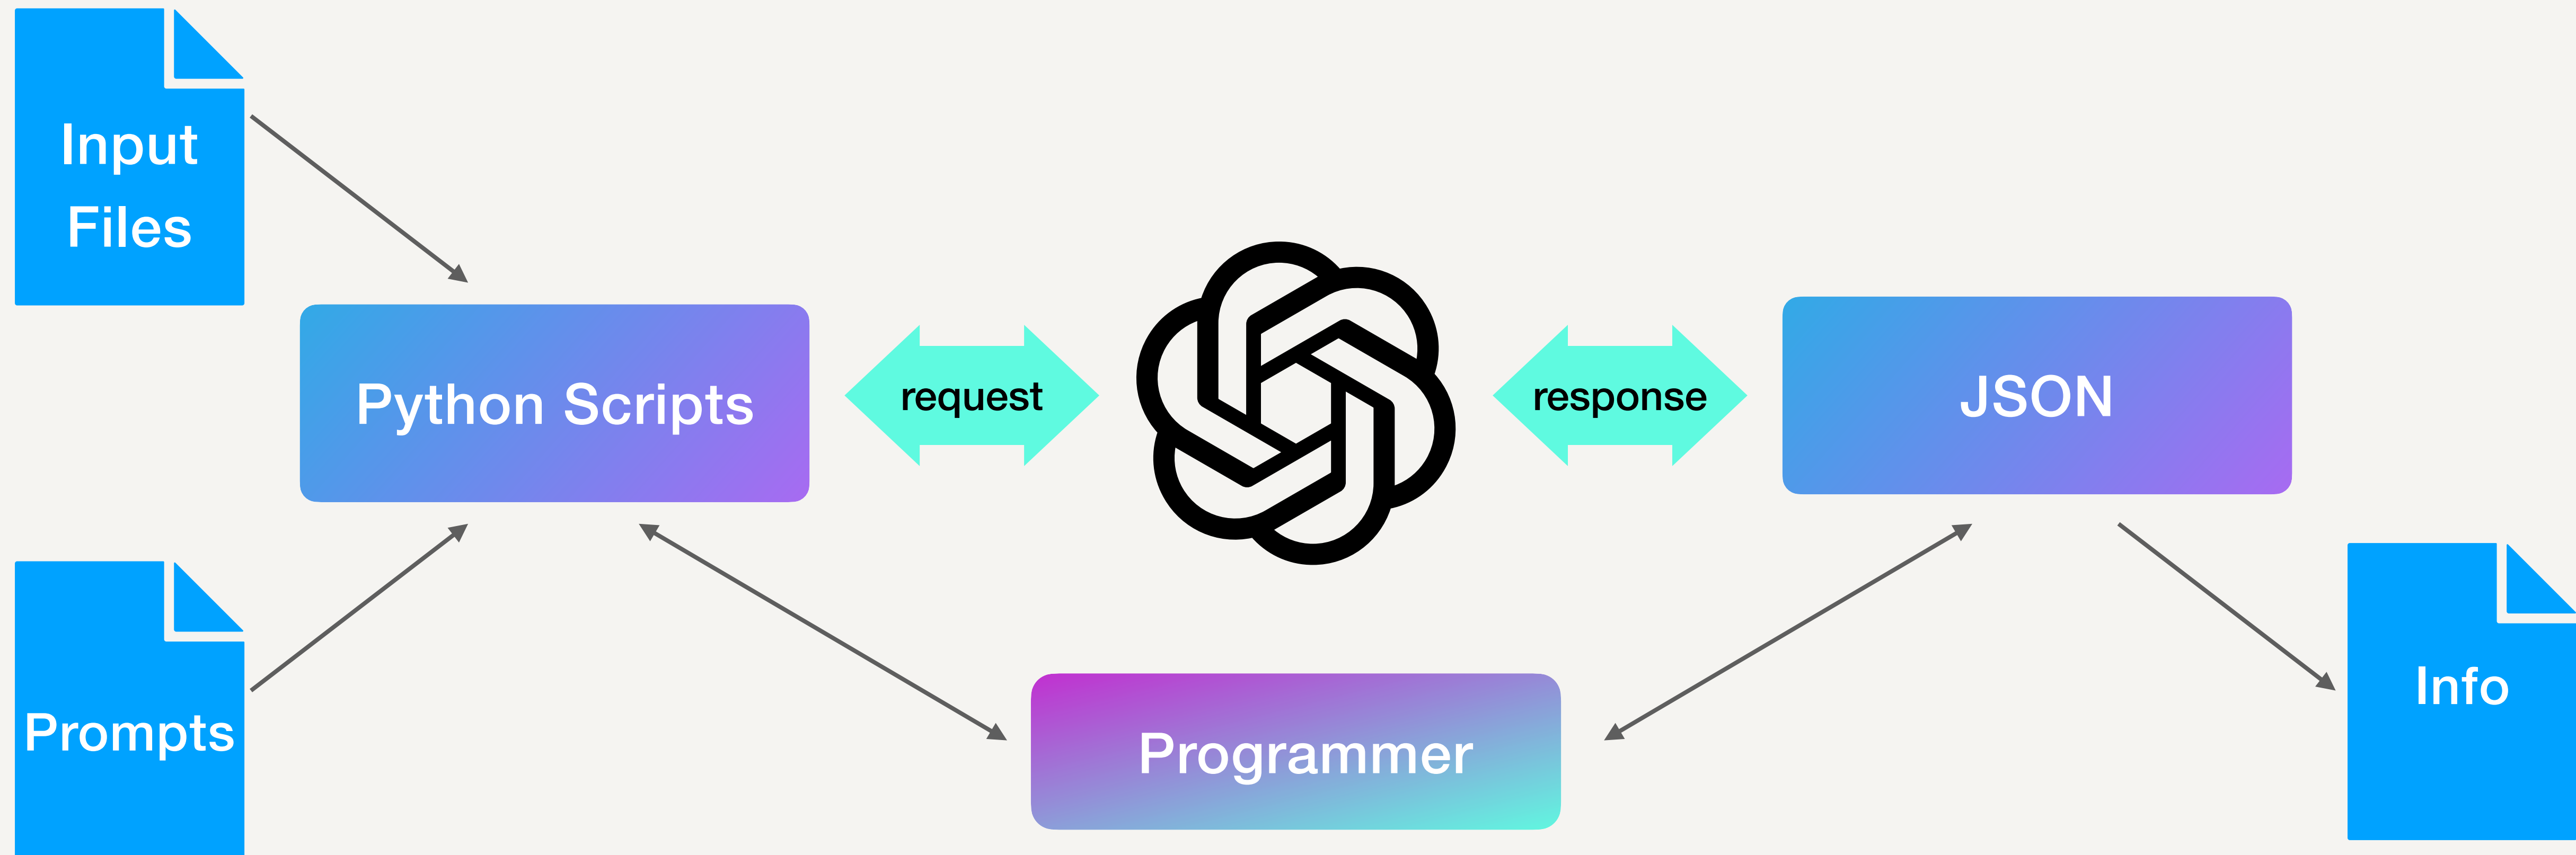 Input
Files
Python Scripts
request
response
JSON
Prompts
Programmer
Info